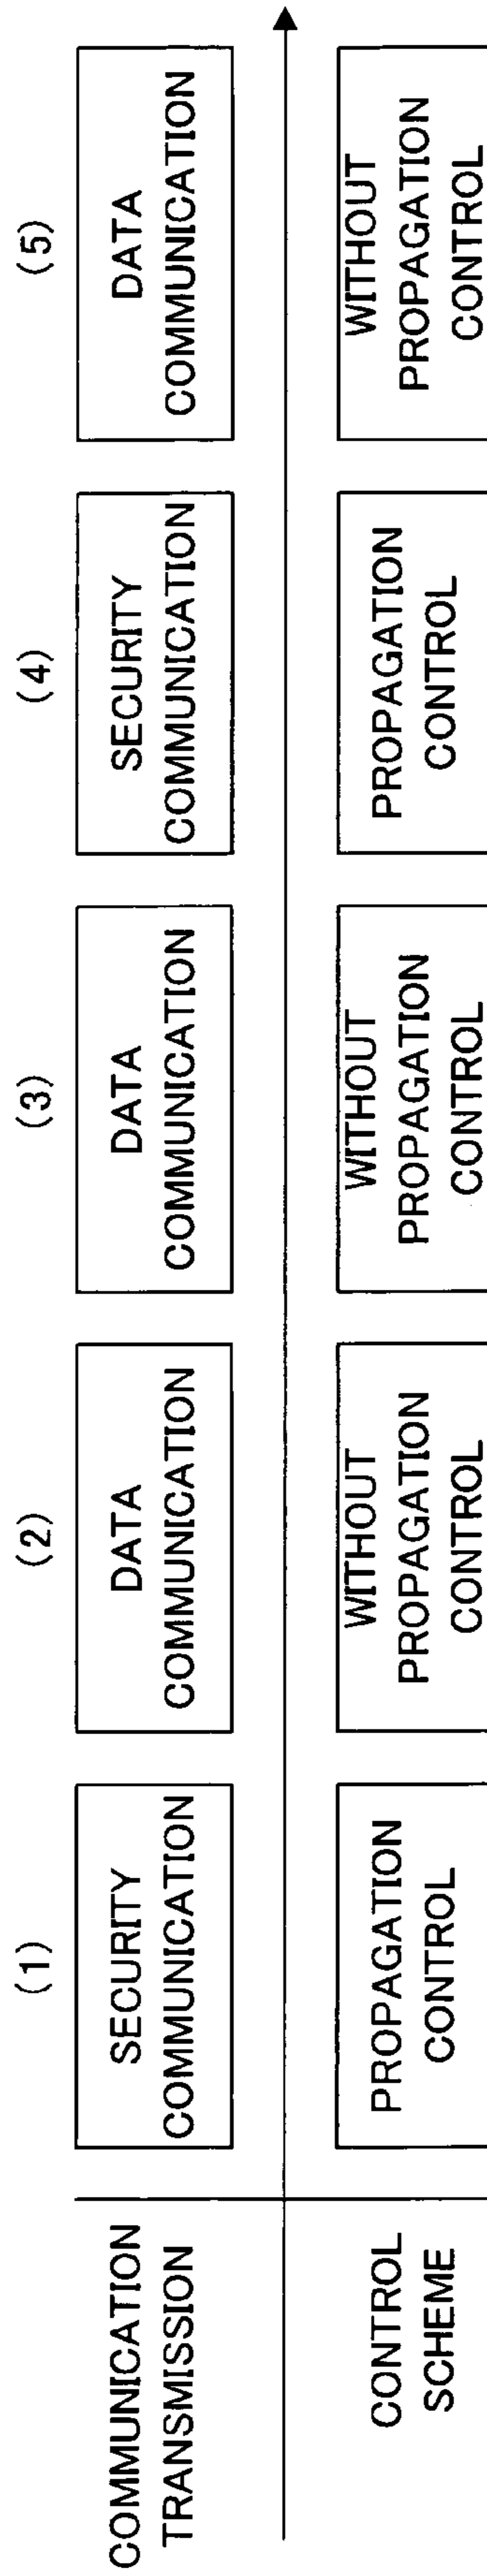 (1)
(2)
(3)
(4)
(5)
COMMUNICATION
TRANSMISSION
SECURITY
COMMUNICATION
DATA
COMMUNICATION
DATA
COMMUNICATION
SECURITY
COMMUNICATION
DATA
COMMUNICATION
CONTROL
SCHEME
PROPAGATION
CONTROL
WITHOUT
PROPAGATION
CONTROL
WITHOUT
PROPAGATION
CONTROL
PROPAGATION
CONTROL
WITHOUT
PROPAGATION
CONTROL